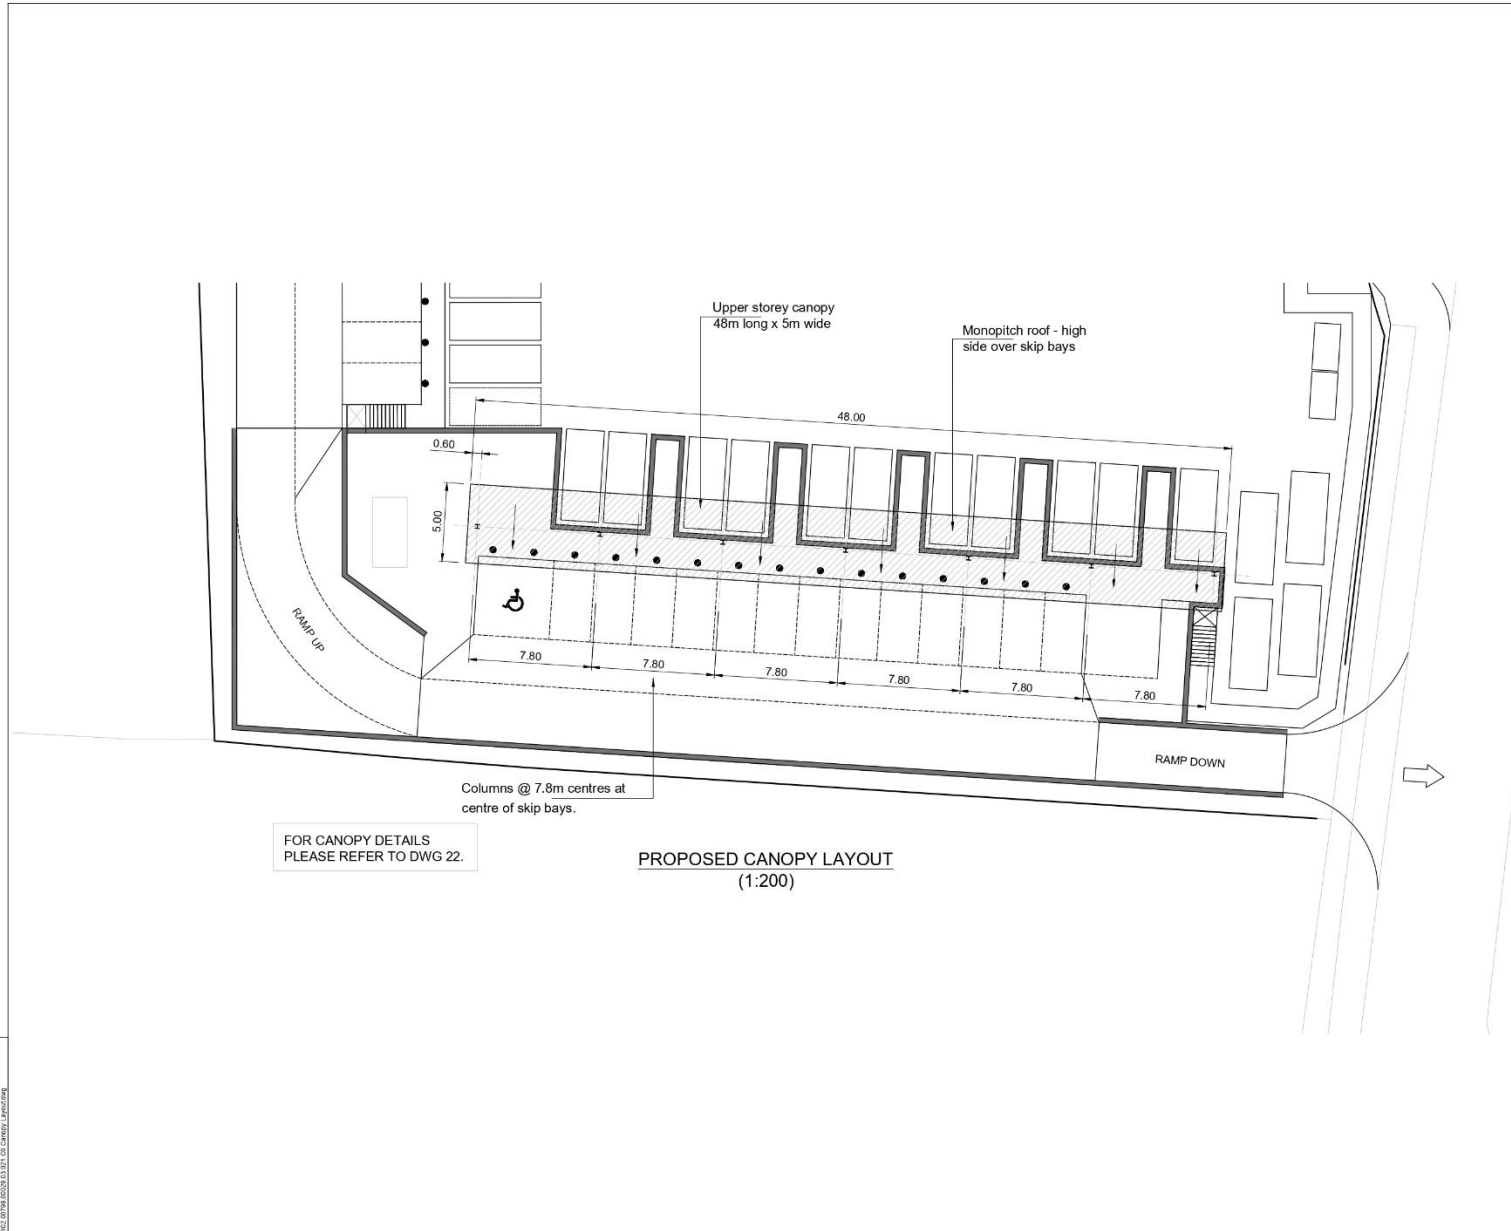 Upper storey canopy
48m long x 5m wide
Monopitch roof - high
side over skip bays
48.00
0.60
5.00
RAMP UP
7.80
7.80
7.80
7.80
7.80
7.80
RAMP DOWN
Columns @ 7.8m centres at
centre of skip bays.
FOR CANOPY DETAILS
PLEASE REFER TO DWG 22.
PROPOSED CANOPY LAYOUT
(1:200)